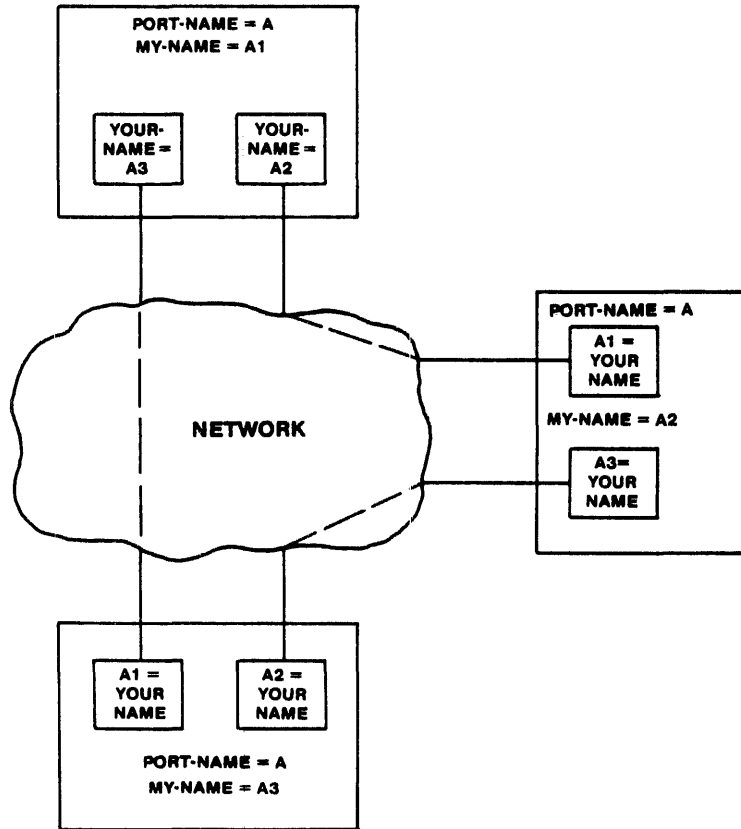 PORT-NAME = A
MY-NAME = A1
YOUR-
NAME =
A3
YOUR-
NAME =
A2
PORT-NAME = A
A1 =
YOUR
NAME
MY-NAME = A2
A3=
YOUR
NAME
NETWORK
A1 =
YOUR
NAME
A2 =
YOUR
NAME
PORT-NAME = A
MY-NAME = A3